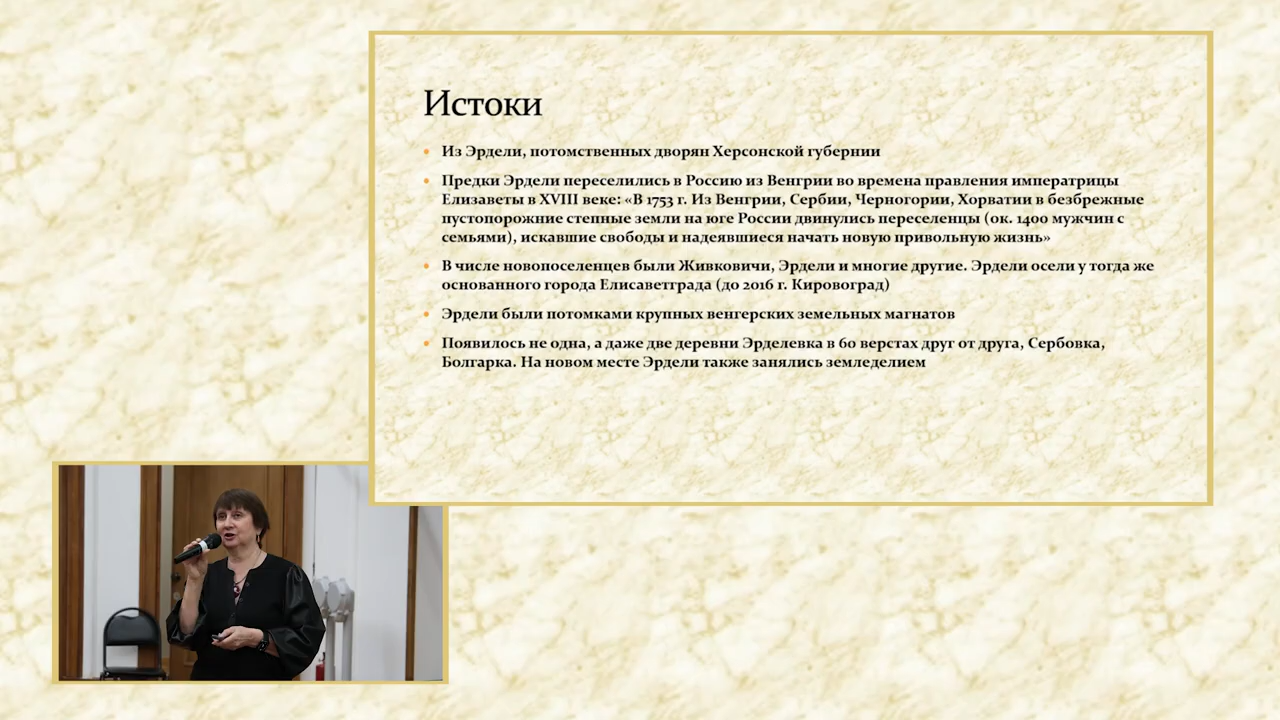 Истоки
Из Эрдели, потомственных дворян Херсонской губернии
Предки Эрдели переселились в Россию из Венгрии во времена правления императрицы
Елизаветы в XVIII веке: «В 1753 г. Из Венгрии, Сербии, Черногории, Хорватии в безбрежные
пустопорожние степные земли на юге России двинулись переселенцы (ок. 1400 мужчин с
семьями), искавшие свободы и надеявшиеся начать новую привольную жизнь»
В числе новопоселенцев были Живковичи, Эрдели и многие другие. Эрдели осели у тогда же
основанного города Елисаветграда (до 2016 г. Кировоград)
Эрдели были потомками крупных венгерских земельных магнатов
Появилось не одна, а даже две деревни Эрделевка в 60 верстах друг от друга, Сербовка,
Болгарка. На новом месте Эрдели также занялись земледелием